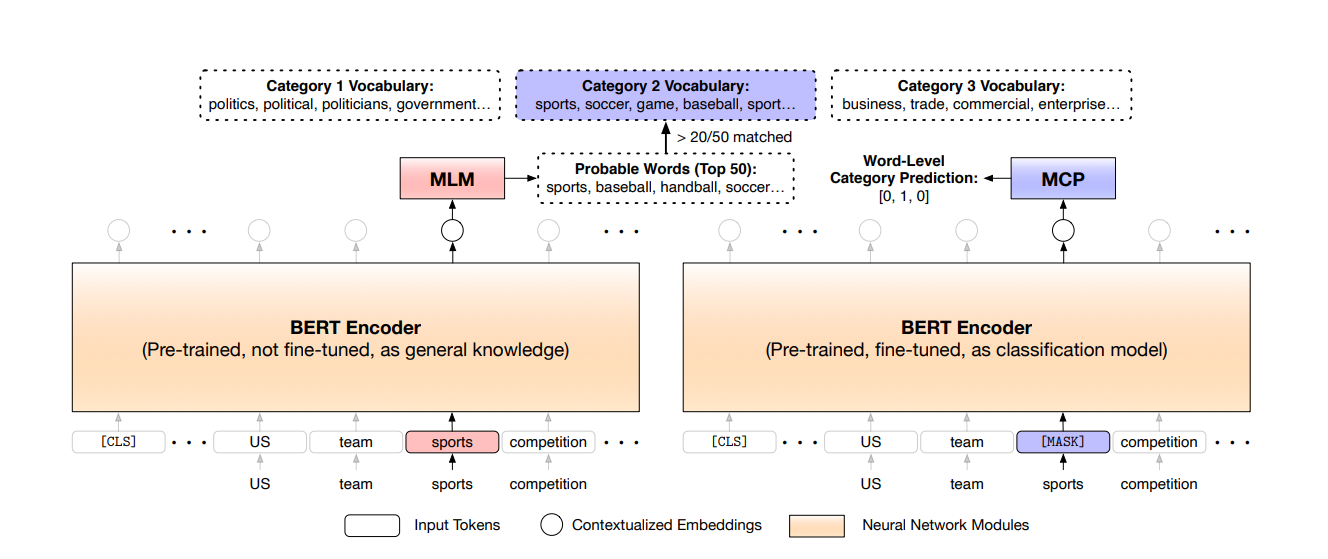 Category 1 Vocabulary:
politics, political, politicians, government…
Category 2 Vocabulary:
sports, soccer, game, baseball, sport…
Category 3 Vocabulary:
business, trade, commercial, enterprise…
> 20/50 matched
MLM
Probable Words (Top 50):
sports, baseball, handball, soccer…
Word-Level
Category Prediction:
[0, 1, 0]
MCP
• • •
• • •
• • •
• • •
BERT Encoder
(Pre-trained, not fine-tuned, as general knowledge)
BERT Encoder
(Pre-trained, fine-tuned, as classification model)
[CLS] • • • US team sports competition • • •
[CLS] • • • US team [MASK] competition • • •
US team sports competition
US team sports competition
Input Tokens
Contextualized Embeddings
Neural Network Modules